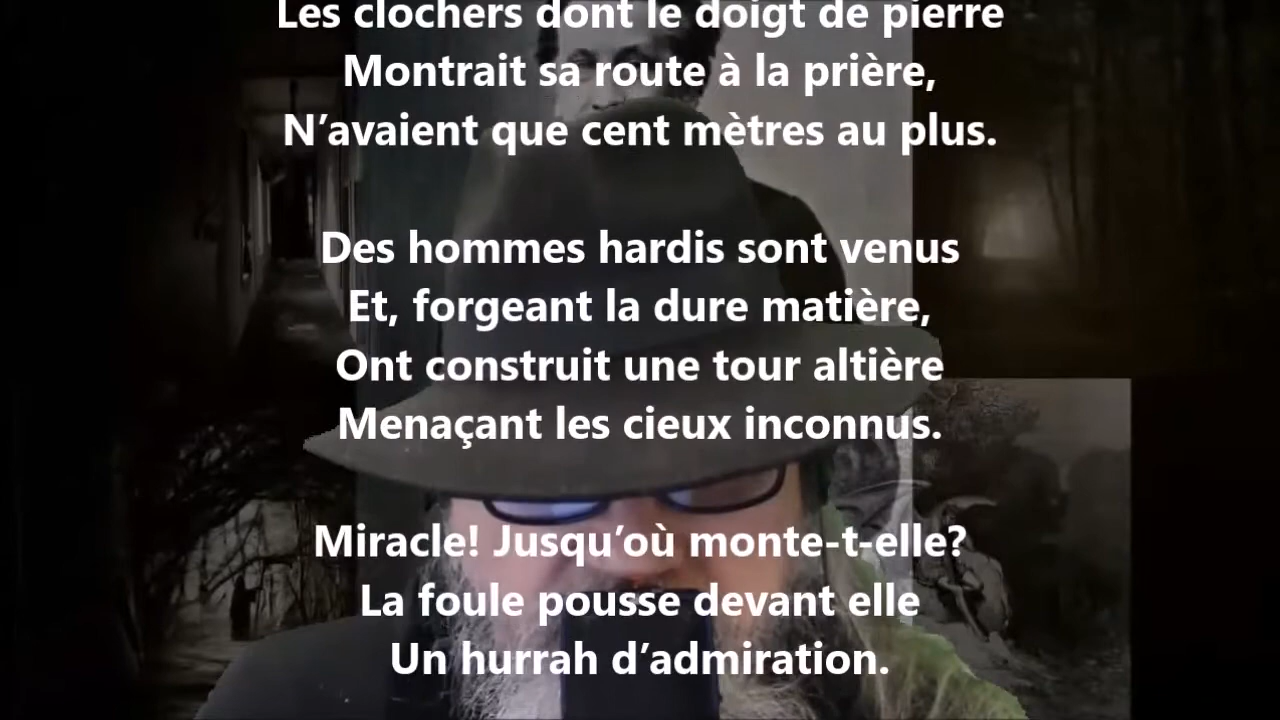 Les clochers dont le doigt de pierre
Montrait sa route à la prière,
N’avaient que cent mètres au plus.
Des hommes hardis sont venus
Et, forgeant la dure matière,
Ont construit une tour altière
Menaçant les cieux inconnus.
Miracle! Jusqu’où monte-t-elle?
La foule pousse devant elle
Un hurrah d’admiration.